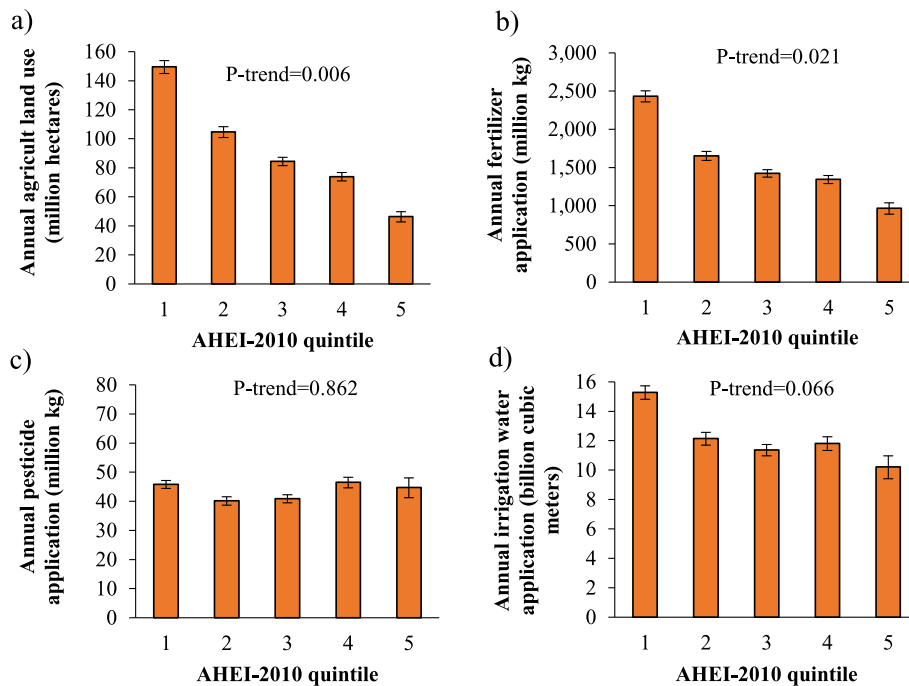 a)
Annual agricult land use
(million hectares)
160
140
120
100
80
60
40
20
0
P-trend=0.006
1 2 3 4 5
AHEI-2010 quintile
b)
Annual fertilizer
application (million kg)
3,000
2,500
2,000
1,500
1,000
500
0
P-trend=0.021
1 2 3 4 5
AHEI-2010 quintile
c)
Annual pesticide
application (million kg)
80
70
60
50
40
30
20
10
0
P-trend=0.862
1 2 3 4 5
AHEI-2010 quintile
d)
Annual irrigation water
application (billion cubic
meters)
16
14
12
10
8
6
4
2
0
P-trend=0.066
1 2 3 4 5
AHEI-2010 quintile